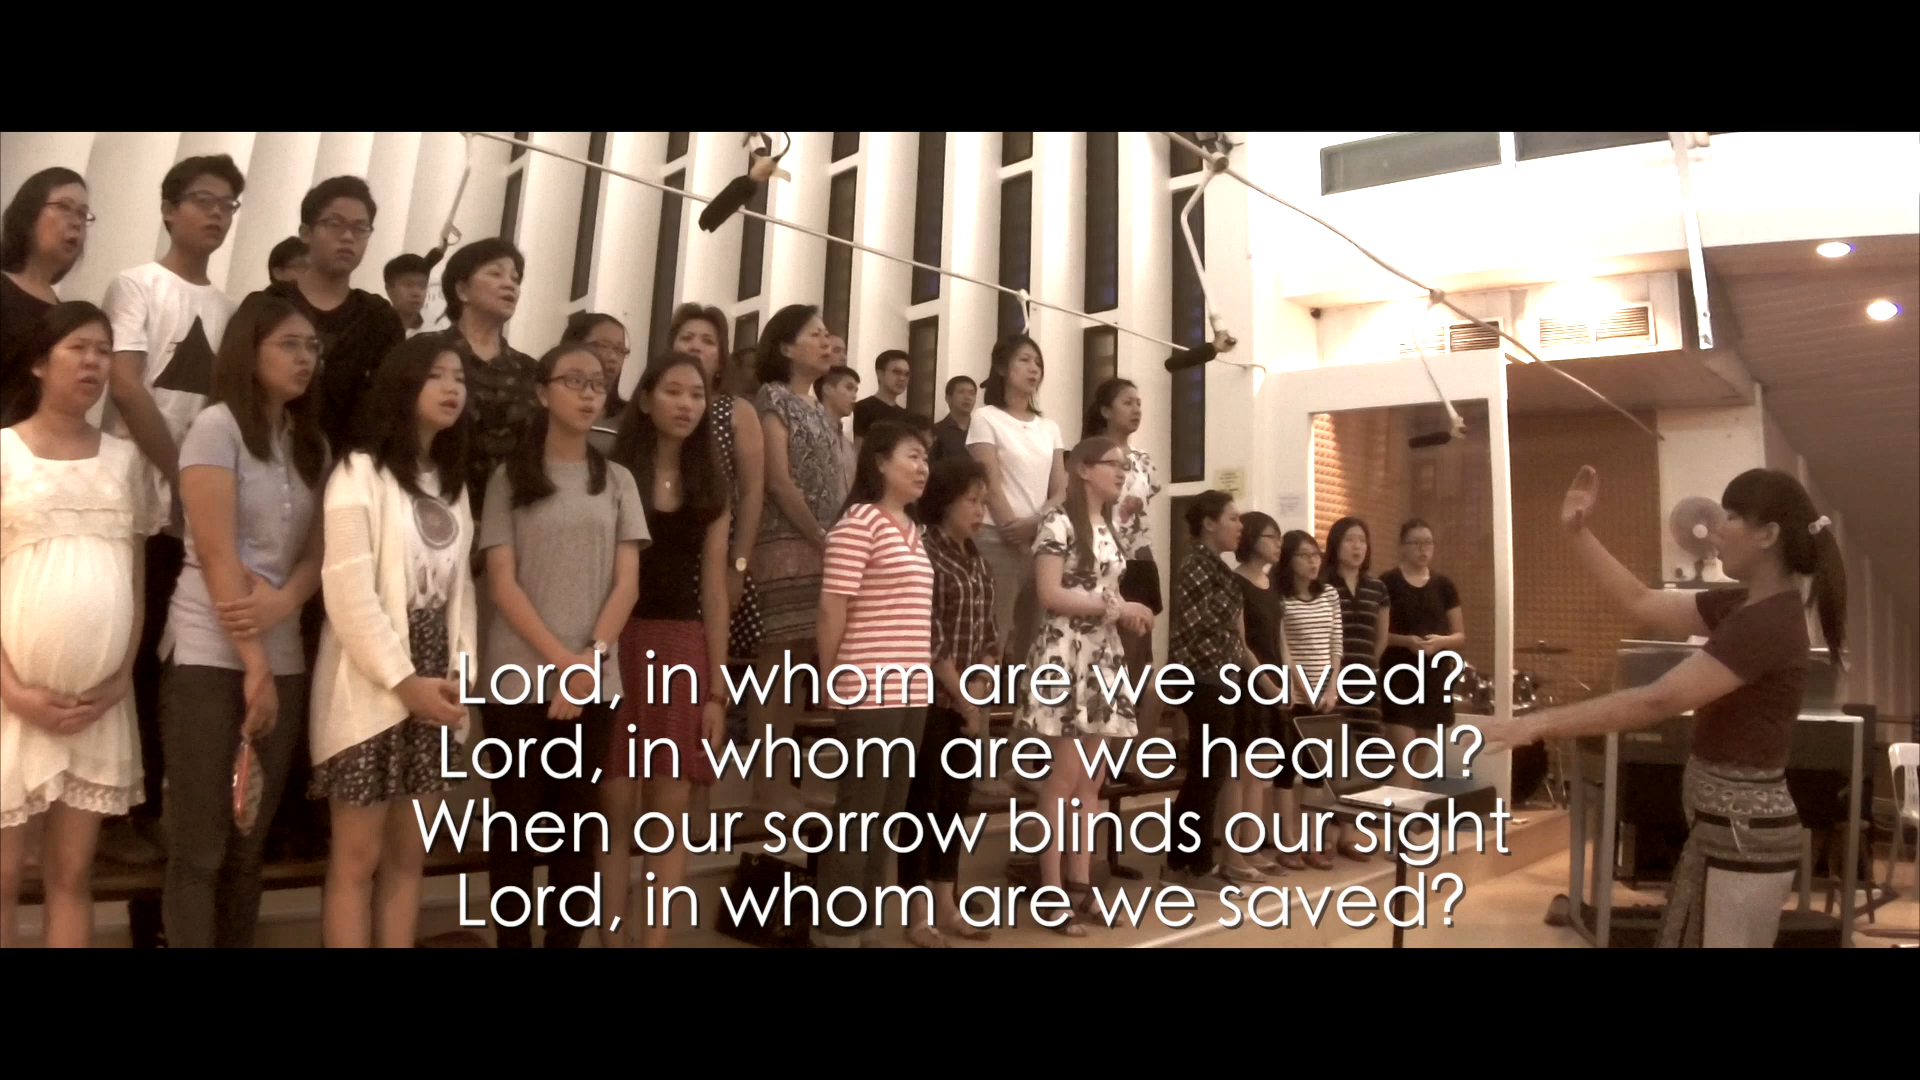 Lord, in whom are we saved?
Lord, in whom are we healed?
When our sorrow blinds our sight
Lord, in whom are we saved?